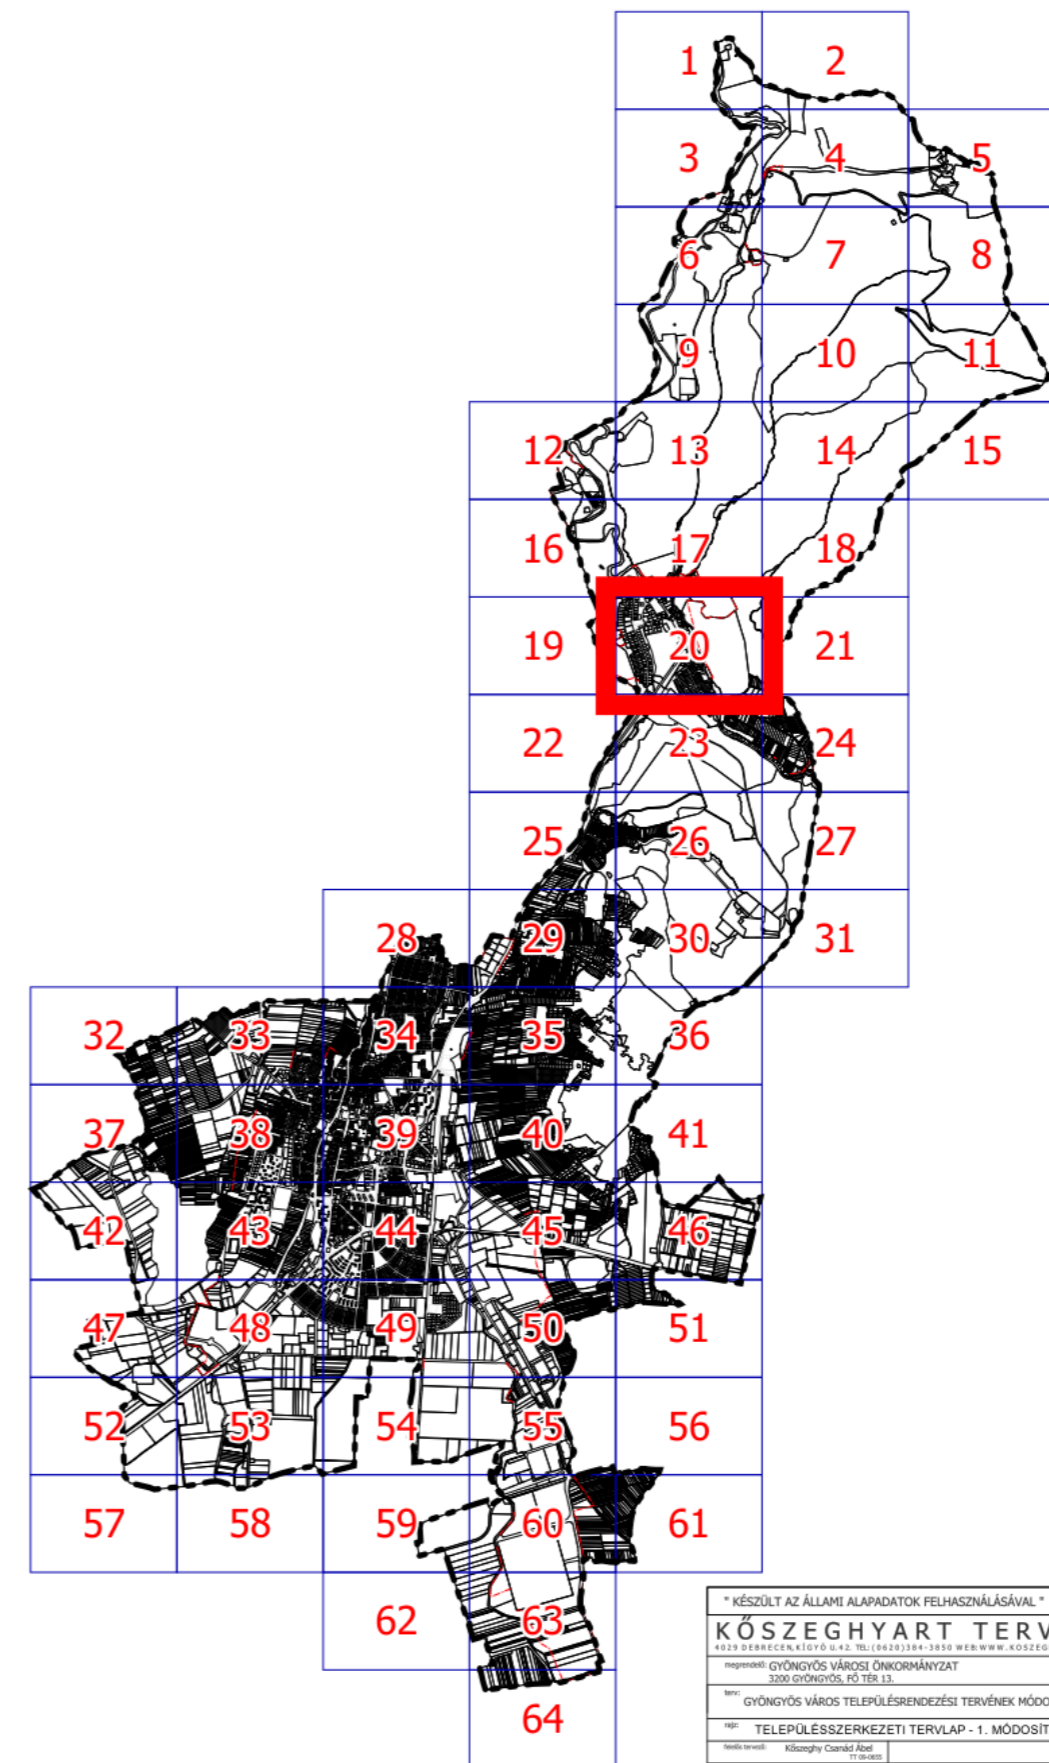 1 2
3 4 5
6 7 8
9 10 11
12 13 14 15
16 17 18
19 20 21
22 23 24
25 26 27
28 29 30 31
32 33 34 35 36
37 38 39 40 41
42 43 44 45 46
47 48 49 50 51
52 53 54 55 56
57 58 59 60 61
62 63
64
" KÉSZÜLT AZ ÁLLAMI ALAPADATOK FELHASZNÁLÁSÁVAL "
KŐSZEGHYART TERV
4029 DEBRECEN, KÍGYÓ U.42. TEL:(0620)384-3850 WEB:WWW.KOSZEG
megrendelő: GYÖNGYÖS VÁROSI ÖNKORMÁNYZAT
3200 GYÖNGYÖS, FŐ TÉR 13.
terv: GYÖNGYÖS VÁROS TELEPÜLÉSRENDEZÉSI TERVÉNEK MÓDO
rajz: TELEPÜLÉSSZERKEZETI TERVLAP - 1. MÓDOSÍT
felelős tervező: Kőszeghy Csanád Ábel
TT 09-0655